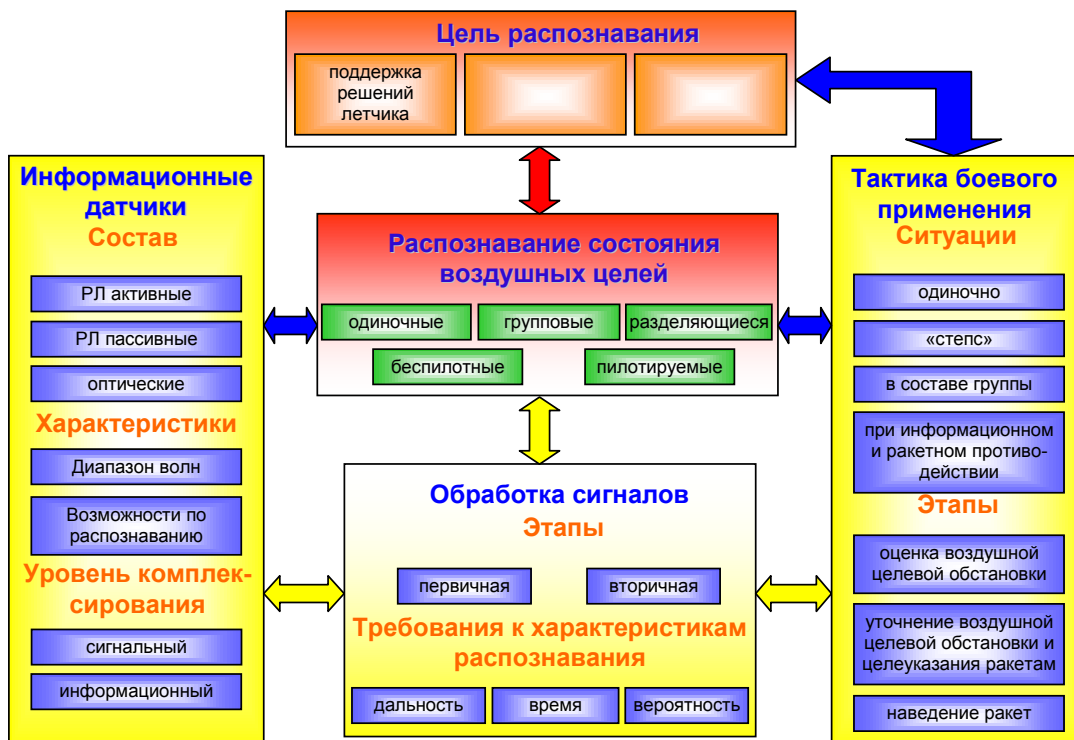 Цель распознавания
поддержка
решений
летчика
Информационные
датчики
Состав
РЛ активные
РЛ пассивные
оптические
Характеристики
Диапазон волн
Возможности по
распознаванию
Уровень комплек-
сирования
сигнальный
информационный
Распознавание состояния
воздушных целей
одиночные
групповые
разделяющиеся
беспилотные
пилотируемые
Обработка сигналов
Этапы
первичная
вторичная
Требования к характеристикам
распознавания
дальность
время
вероятность
Тактика боевого
применения
Ситуации
одиночно
«степс»
в составе группы
при информационном
и ракетном противо-
действии
Этапы
оценка воздушной
целевой обстановки
уточнение воздушной
целевой обстановки и
целеуказания ракетам
наведение ракет